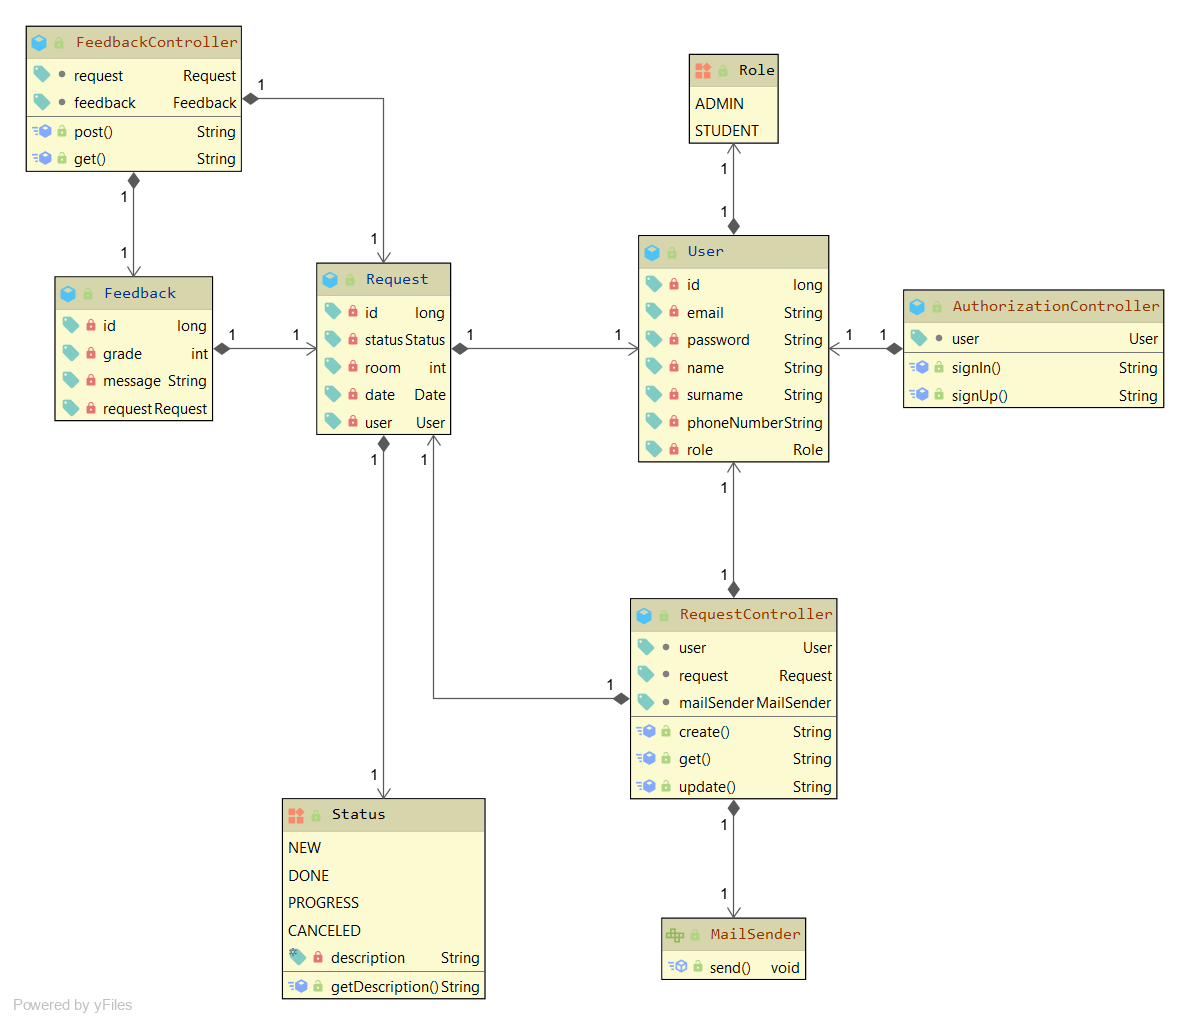 FeedbackController
request Request
feedback Feedback
post() String
get() String
1
1
1
1
Role
ADMIN
STUDENT
1
1
Feedback
id long
grade int
message String
request Request
1
1
Request
id long
status Status
room int
date Date
user User
1
1
1
1
User
id long
email String
password String
name String
surname String
phoneNumber String
role Role
1
1
AuthorizationController
user User
signIn() String
signUp() String
1
1
1
RequestController
user User
request Request
mailSender MailSender
create() String
get() String
update() String
1
1
1
Status
NEW
DONE
PROGRESS
CANCELED
description String
getDescription() String
MailSender
send() void
Powered by yFiles